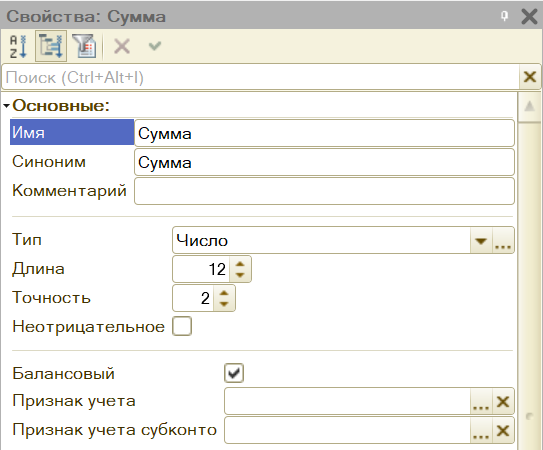 Свойства: Сумма
Поиск (Ctrl+Alt+I)
Основные:
Имя Сумма
Синоним Сумма
Комментарий
Тип Число
Длина 12
Точность 2
Неотрицательное
Балансовый
Признак учета
Признак учета субконто